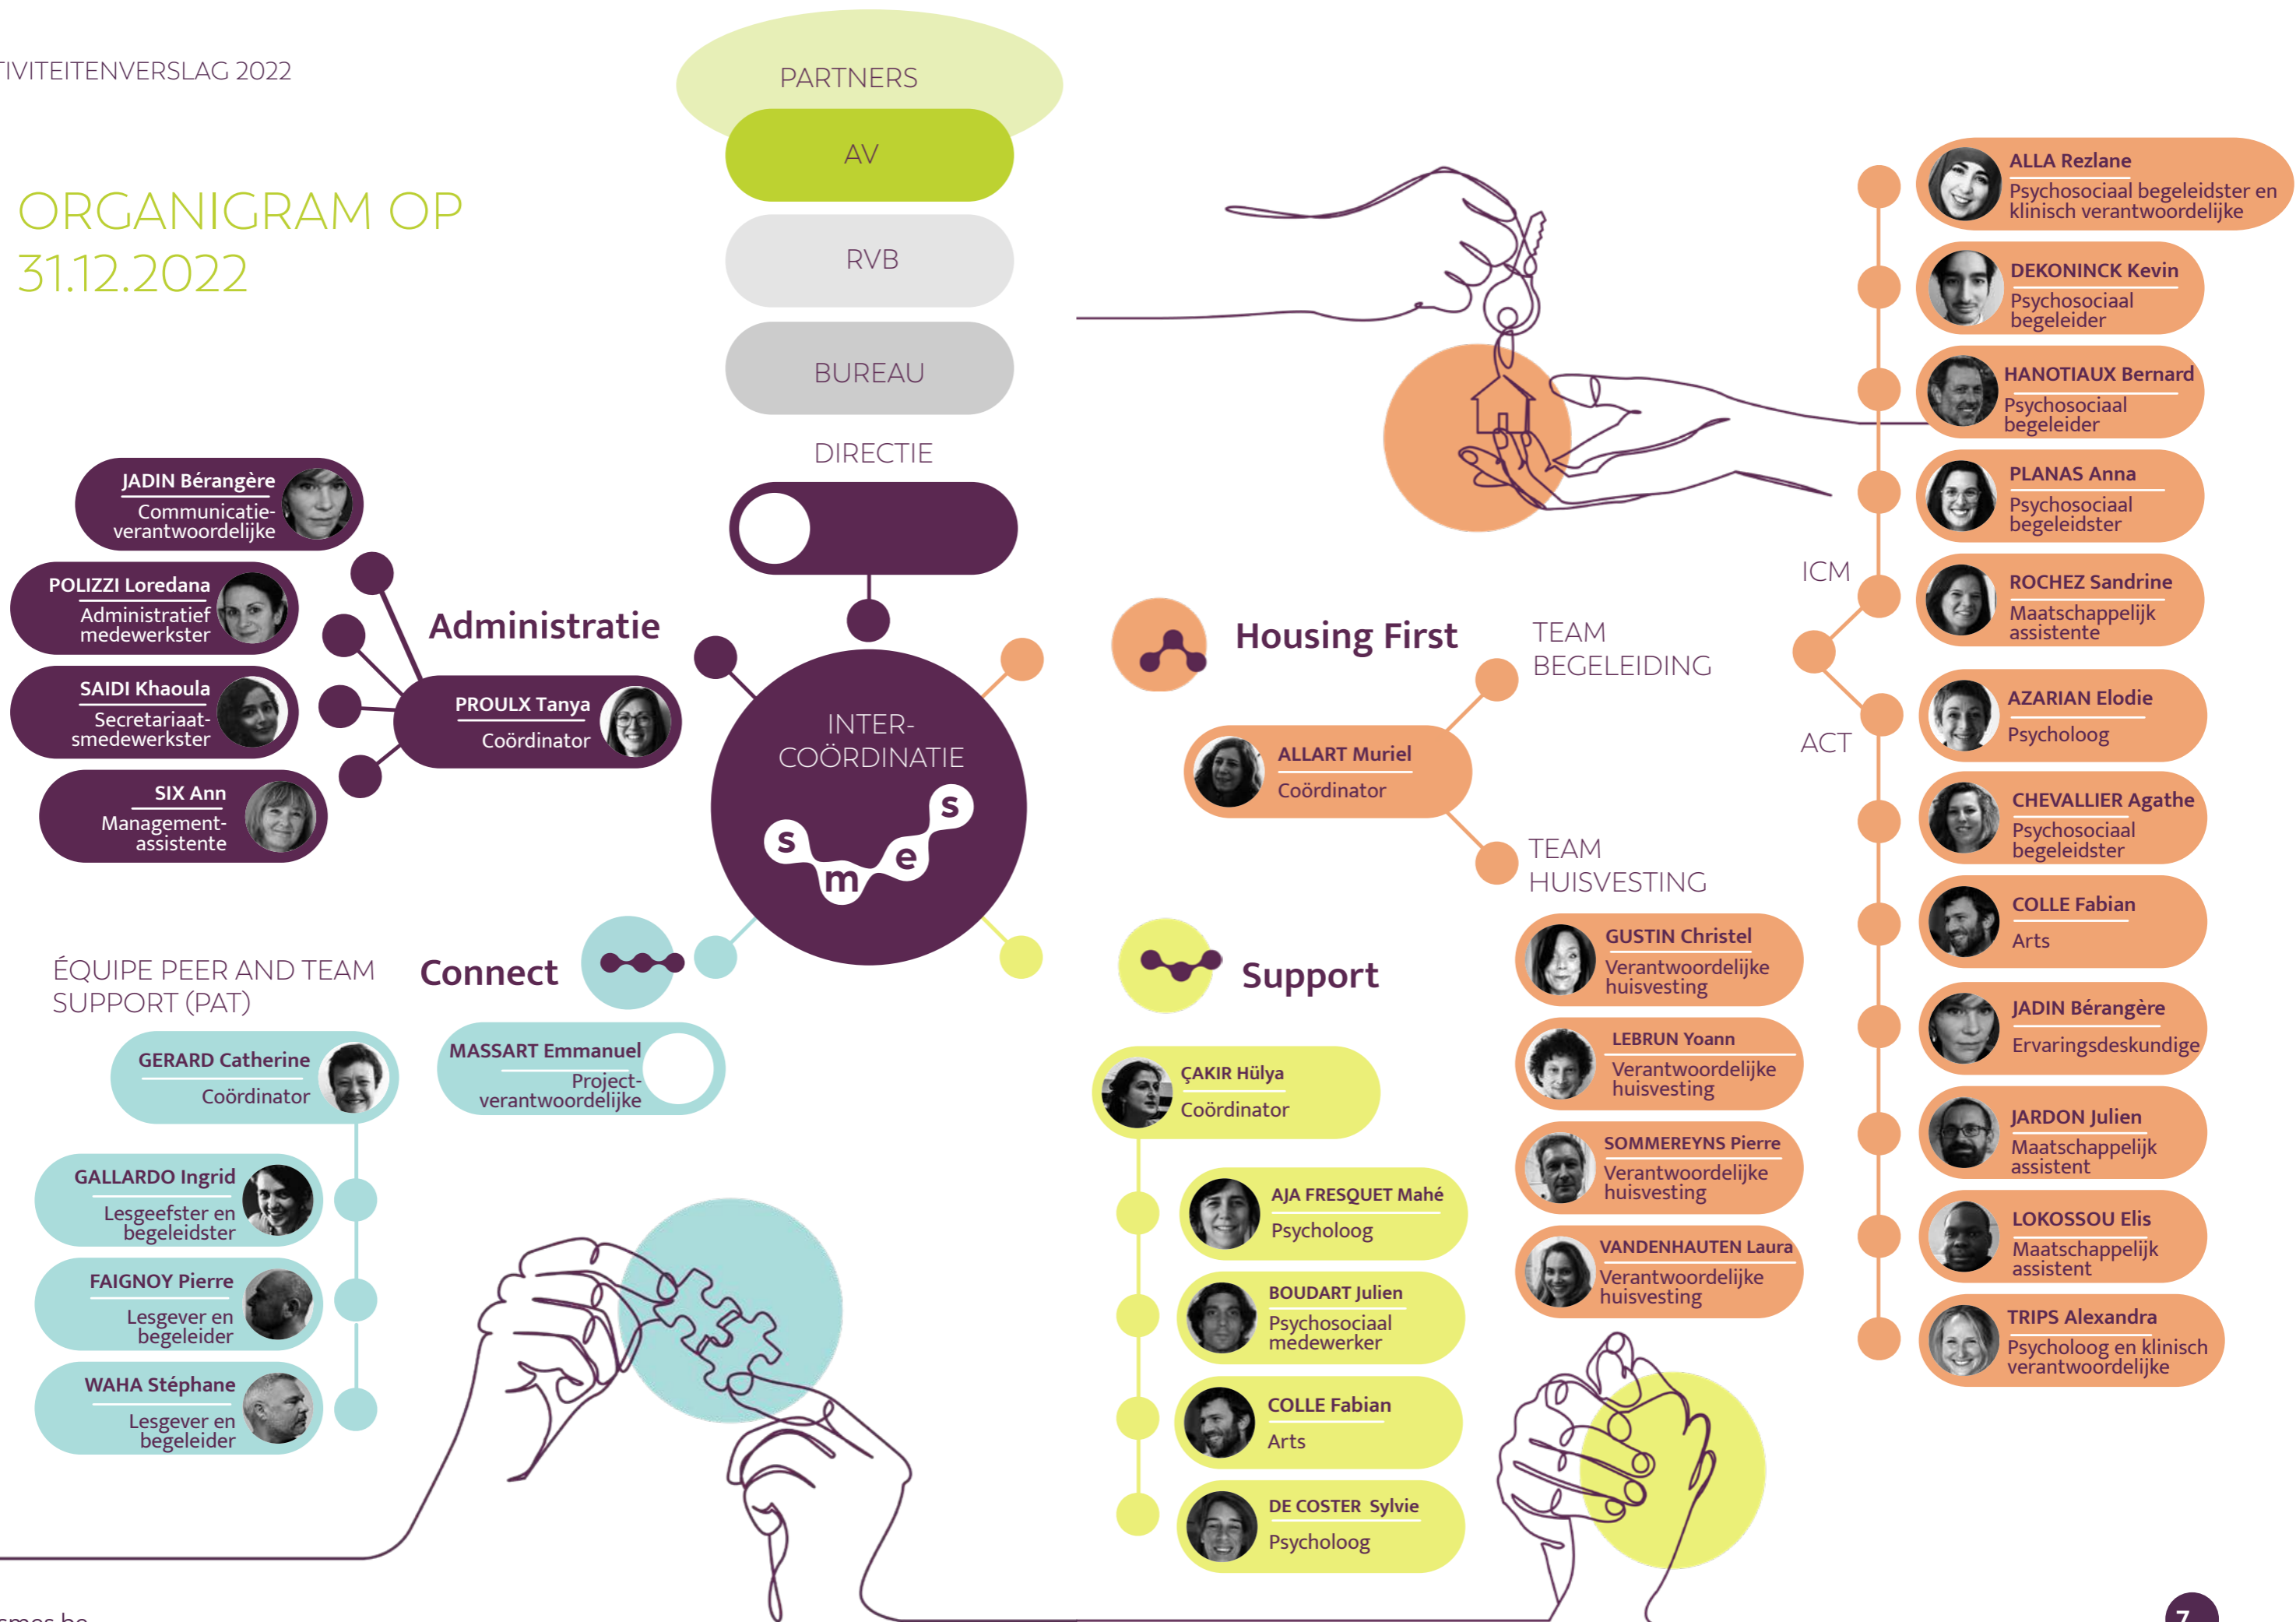 TIVITEITENVERSLAG 2022
ORGANIGRAM OP
31.12.2022
PARTNERS
AV
RVB
BUREAU
DIRECTIE
INTER-
COÖRDINATIE
s
m
e
s
Administratie
PROULX Tanya
Coördinator
JADIN Bérangère
Communicatie-
verantwoordelijke
POLIZZI Loredana
Administratief
medewerkster
SAIDI Khaoula
Secretariaat-
smedewerkster
SIX Ann
Management-
assistente
Housing First
ALLART Muriel
Coördinator
TEAM
BEGELEIDING
ICM
ALLA Rezlane
Psychosociaal begeleidster en
klinisch verantwoordelijke
DEKONINCK Kevin
Psychosociaal
begeleider
HANOTIAUX Bernard
Psychosociaal
begeleider
PLANAS Anna
Psychosociaal
begeleidster
ROCHEZ Sandrine
Maatschappelijk
assistente
ACT
AZARIAN Elodie
Psycholoog
CHEVALLIER Agathe
Psychosociaal
begeleidster
COLLE Fabian
Arts
JADIN Bérangère
Ervaringsdeskundige
JARDON Julien
Maatschappelijk
assistent
LOKOSSOU Elis
Maatschappelijk
assistent
TRIPS Alexandra
Psycholoog en klinisch
verantwoordelijke
TEAM
HUISVESTING
GUSTIN Christel
Verantwoordelijke
huisvesting
LEBRUN Yoann
Verantwoordelijke
huisvesting
SOMMEREYNS Pierre
Verantwoordelijke
huisvesting
VANDENHAUTEN Laura
Verantwoordelijke
huisvesting
Connect
MASSART Emmanuel
Project-
verantwoordelijke
ÉQUIPE PEER AND TEAM
SUPPORT (PAT)
GERARD Catherine
Coördinator
GALLARDO Ingrid
Lesgeefster en
begeleidster
FAIGNOY Pierre
Lesgever en
begeleider
WAHA Stéphane
Lesgever en
begeleider
Support
ÇAKIR Hülya
Coördinator
AJA FRESQUET Mahé
Psycholoog
BOUDART Julien
Psychosociaal
medewerker
COLLE Fabian
Arts
DE COSTER Sylvie
Psycholoog
7